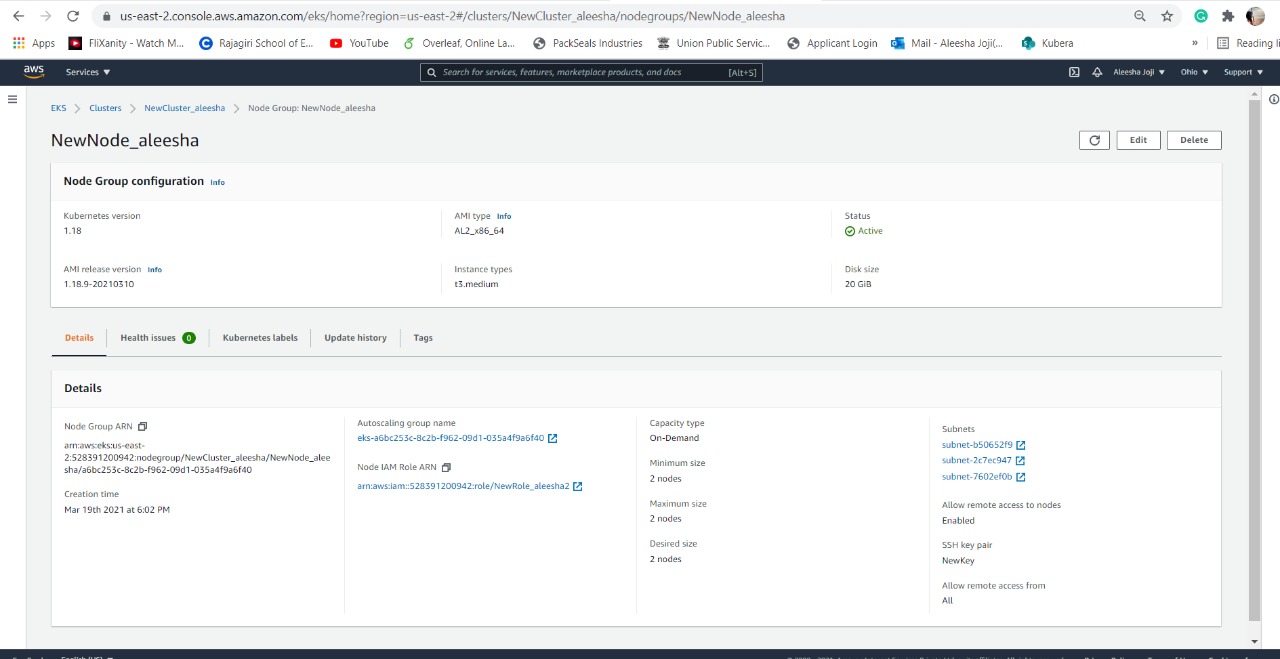 us-east-2.console.aws.amazon.com/eks/home?region=us-east-2#/clusters/NewCluster_aleesha/nodegroups/NewNode_aleesha
Apps FliXanity - Watch M... Rajagiri School of E... YouTube Overleaf, Online La... PackSeals Industries Union Public Servic... Applicant Login Mail - Aleesha Joji(... Kubera » Reading li
aws Services ▼ Search for services, features, marketplace products, and docs [Alt+S] Aleesha Joji ▼ Ohio ▼ Support ▼
EKS > Clusters > NewCluster_aleesha > Node Group: NewNode_aleesha
NewNode_aleesha
Edit Delete
Node Group configuration Info
Kubernetes version
1.18
AMI type Info
AL2_x86_64
Status
Active
AMI release version Info
1.18.9-20210310
Instance types
t3.medium
Disk size
20 GiB
Details Health issues 0 Kubernetes labels Update history Tags
Details
Node Group ARN
arn:aws:eks:us-east-
2:528391200942:nodegroup/NewCluster_aleesha/NewNode_alee
sha/a6bc253c-8c2b-f962-09d1-035a4f9a6f40
Creation time
Mar 19th 2021 at 6:02 PM
Autoscaling group name
eks-a6bc253c-8c2b-f962-09d1-035a4f9a6f40
Node IAM Role ARN
arn:aws:iam::528391200942:role/NewRole_aleesha2
Capacity type
On-Demand
Minimum size
2 nodes
Maximum size
2 nodes
Desired size
2 nodes
Subnets
subnet-b50652f9
subnet-2c7ec947
subnet-7602ef0b
Allow remote access to nodes
Enabled
SSH key pair
NewKey
Allow remote access from
All